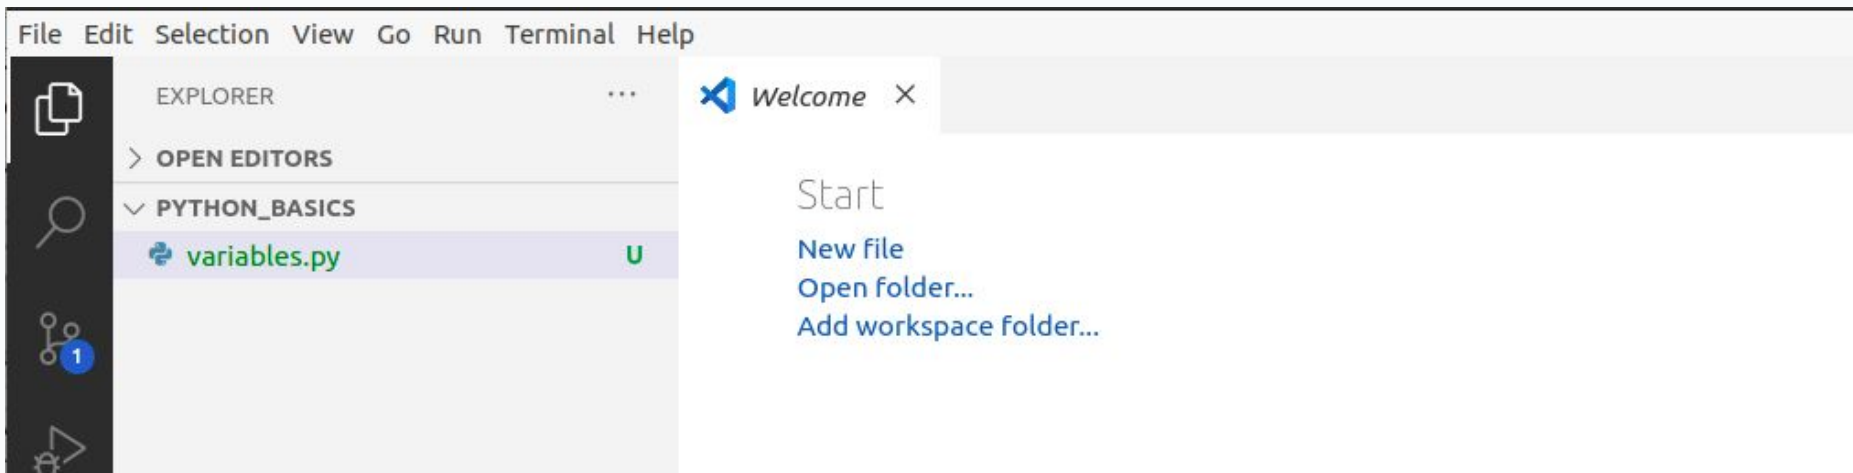 File Edit Selection View Go Run Terminal Help
EXPLORER ...
Welcome
OPEN EDITORS
PYTHON_BASICS
variables.py U
1
Start
New file
Open folder...
Add workspace folder...